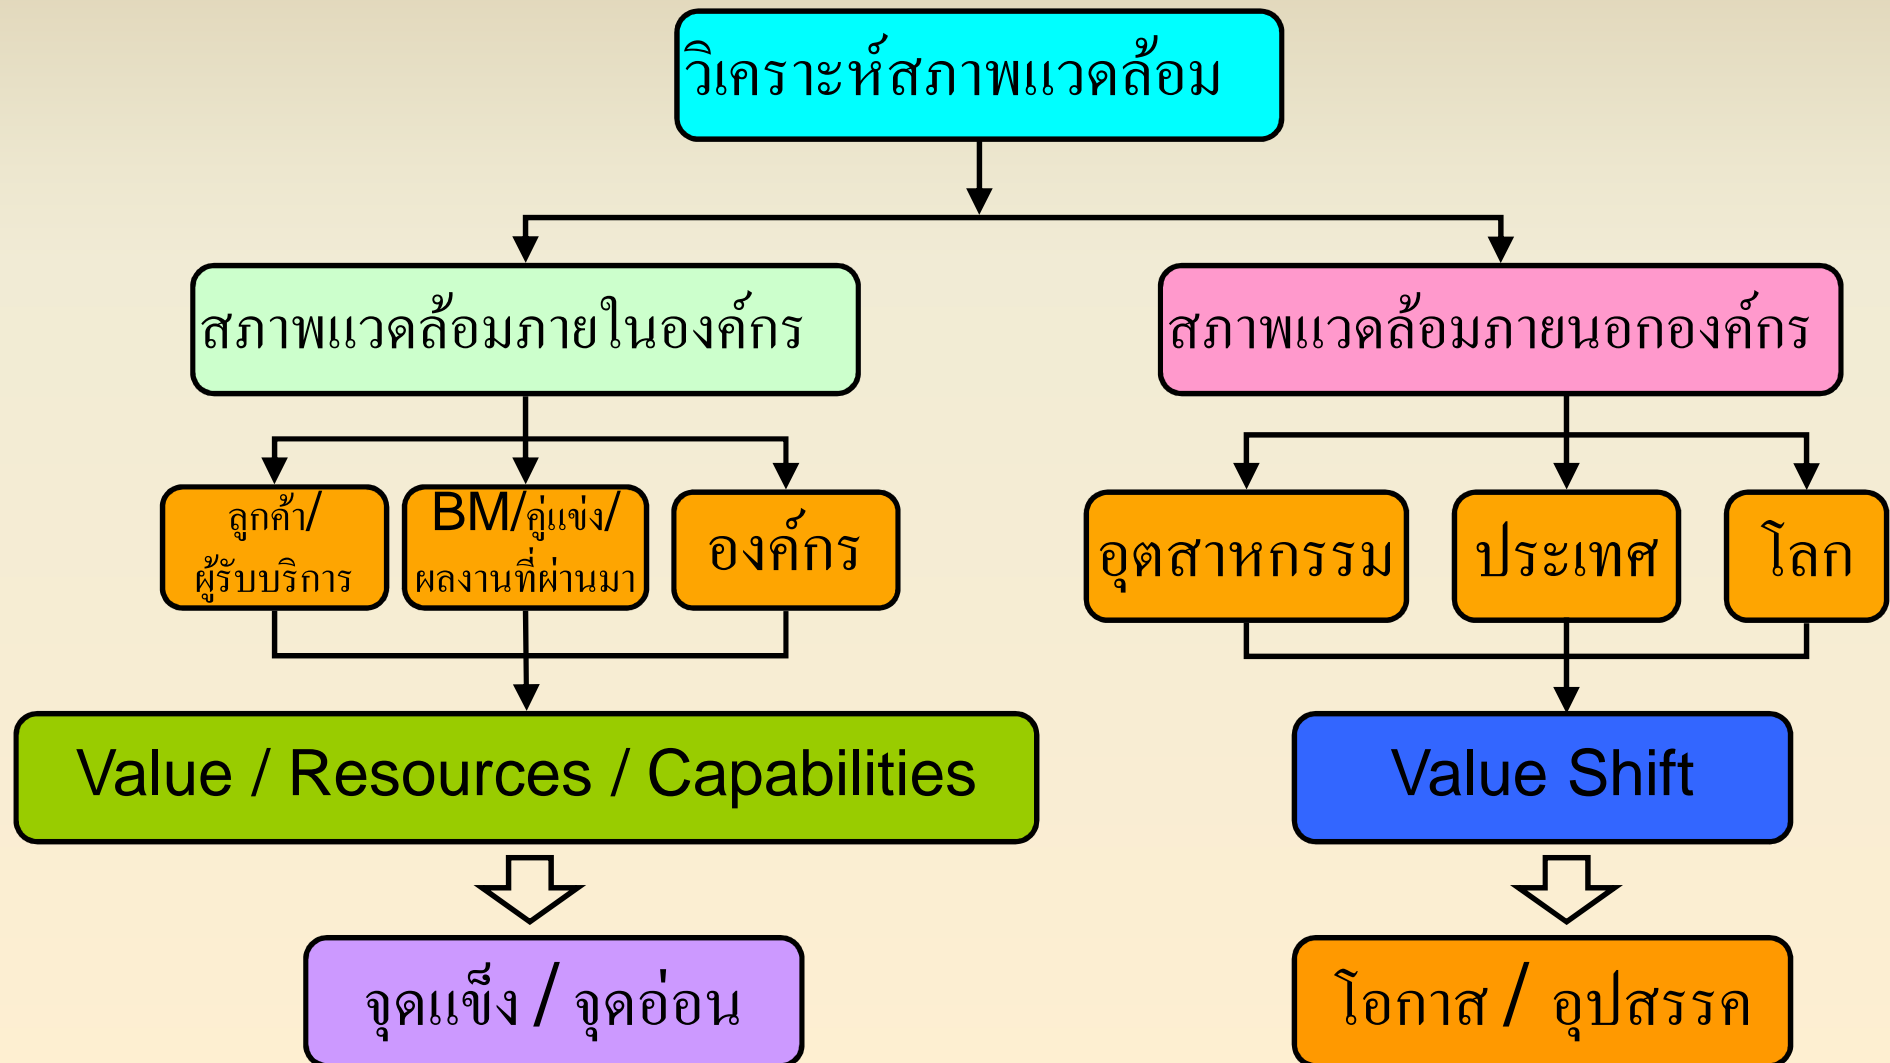 วิเคราะห์สภาพแวดล้อม
สภาพแวดล้อมภายในองค์กร
สภาพแวดล้อมภายนอกองค์กร
ลูกค้า/
ผู้รับบริการ
BM/คู่แข่ง/
ผลงานที่ผ่านมา
องค์กร
อุตสาหกรรม
ประเทศ
โลก
Value / Resources / Capabilities
Value Shift
จุดแข็ง / จุดอ่อน
โอกาส / อุปสรรค